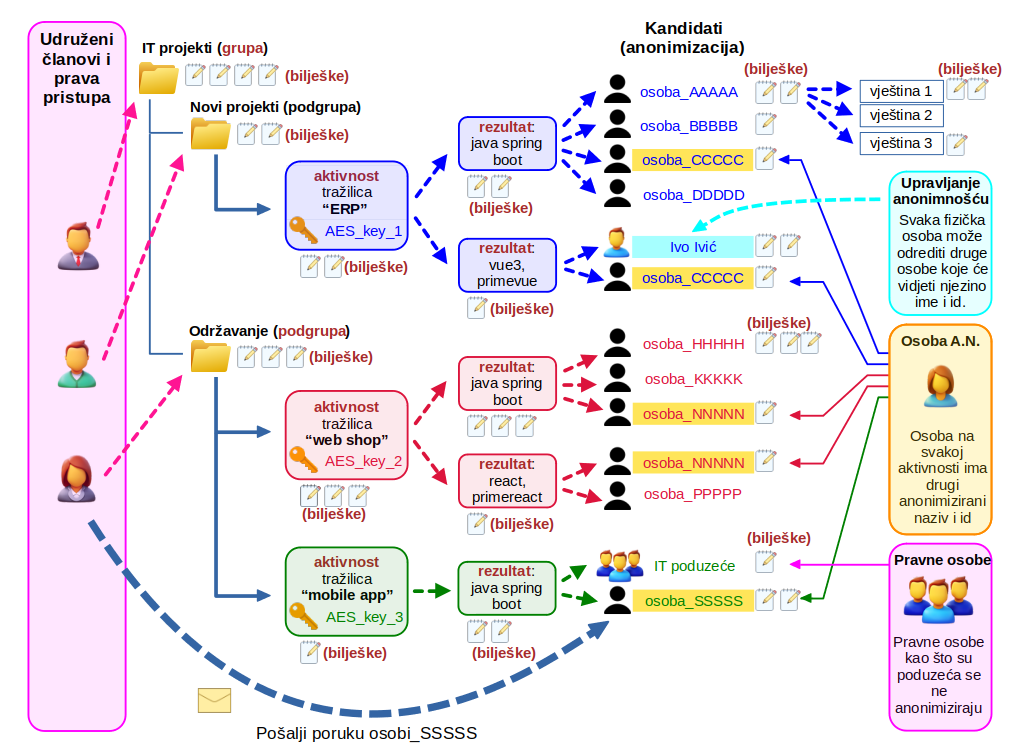 Udruženi
članovi i
prava
pristupa
IT projekti (grupa)
(bilješke)
Novi projekti (podgrupa)
(bilješke)
aktivnost
tražilica
“ERP”
AES_key_1
(bilješke)
rezultat:
java spring
boot
(bilješke)
rezultat:
vue3,
primevue
(bilješke)
Kandidati
(anonimizacija)
(bilješke)
osoba_AAAAA
osoba_BBBBB
osoba_CCCCC
osoba_DDDDD
Ivo Ivić
osoba_CCCCC
(bilješke)
vještina 1
vještina 2
vještina 3
Upravljanje
anonimnošću
Svaka fizička
osoba može
odrediti druge
osobe koje će
vidjeti njezino
ime i id.
Održavanje (podgrupa)
(bilješke)
aktivnost
tražilica
“web shop”
AES_key_2
(bilješke)
rezultat:
java spring
boot
rezultat:
react,
primereact
(bilješke)
(bilješke)
osoba_HHHHH
osoba_KKKKK
osoba_NNNNN
osoba_NNNNN
osoba_PPPPP
Osoba A.N.
Osoba na
svakoj
aktivnosti ima
drugi
anonimizirani
naziv i id
aktivnost
tražilica
“mobile app”
AES_key_3
(bilješke)
rezultat:
java spring
boot
(bilješke)
(bilješke)
IT poduzeće
osoba_SSSSS
Pravne osobe
Pravne osobe
kao što su
poduzeća se
ne
anonimiziraju
Pošalji poruku osobi_SSSSS